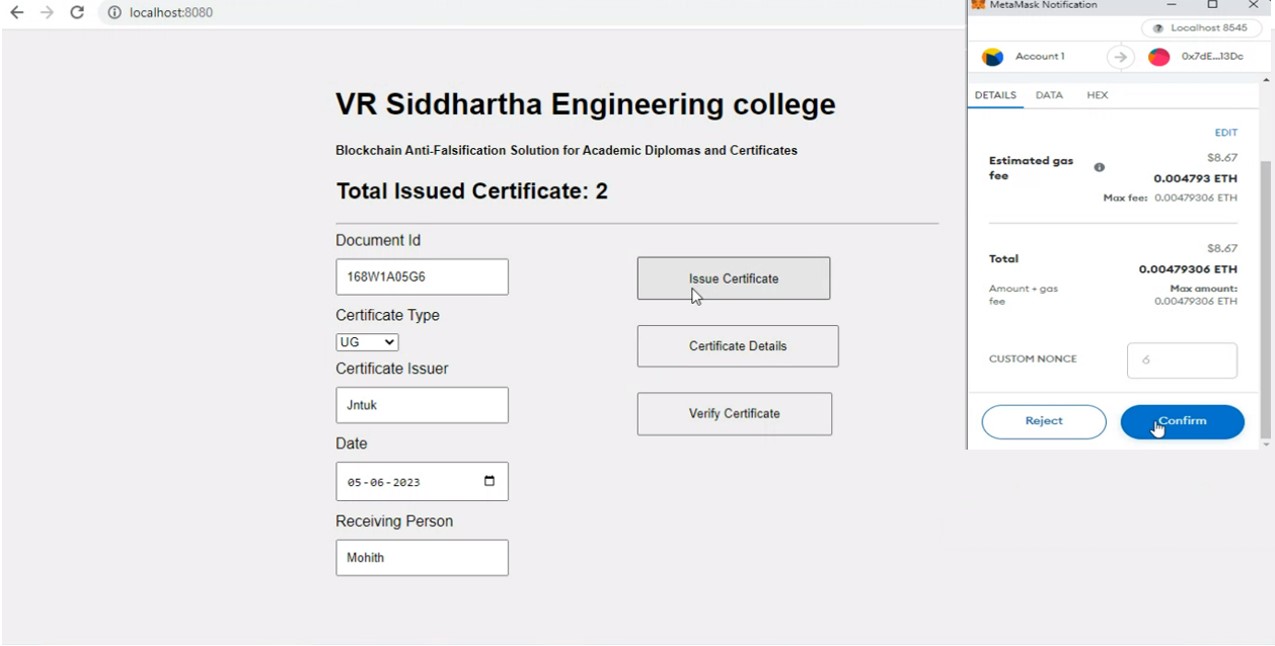 localhost:8080
VR Siddhartha Engineering college
Blockchain Anti-Falsification Solution for Academic Diplomas and Certificates
Total Issued Certificate: 2
Document Id
168W1A05G6
Certificate Type
UG
Certificate Issuer
Jntuk
Date
05-06-2023
Receiving Person
Mohith
Issue Certificate
Certificate Details
Verify Certificate
MetaMask Notification
Localhost 8545
Account 1
0x7dE...13Dc
DETAILS DATA HEX
EDIT
Estimated gas
fee
$8.67
0.004793 ETH
Max fee: 0.00479306 ETH
Total
$8.67
0.00479306 ETH
Amount + gas
fee
Max amount:
0.00479306 ETH
CUSTOM NONCE
6
Reject
Confirm